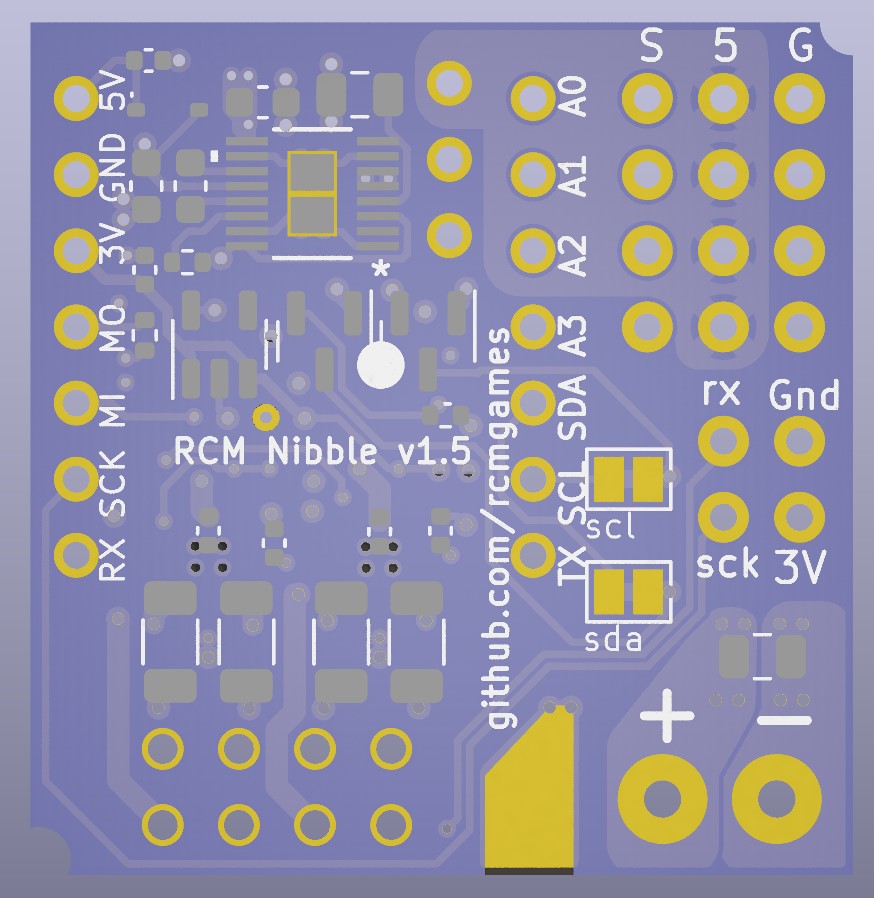 S 5 G
5V
GND
3V
MO
MI
SCK
RX
A0
A1
A2
A3
SDA
SCL
TX
*
RCM Nibble v1.5
github.com/rcmgames
rx Gnd
sck 3V
scl
sda
+ —